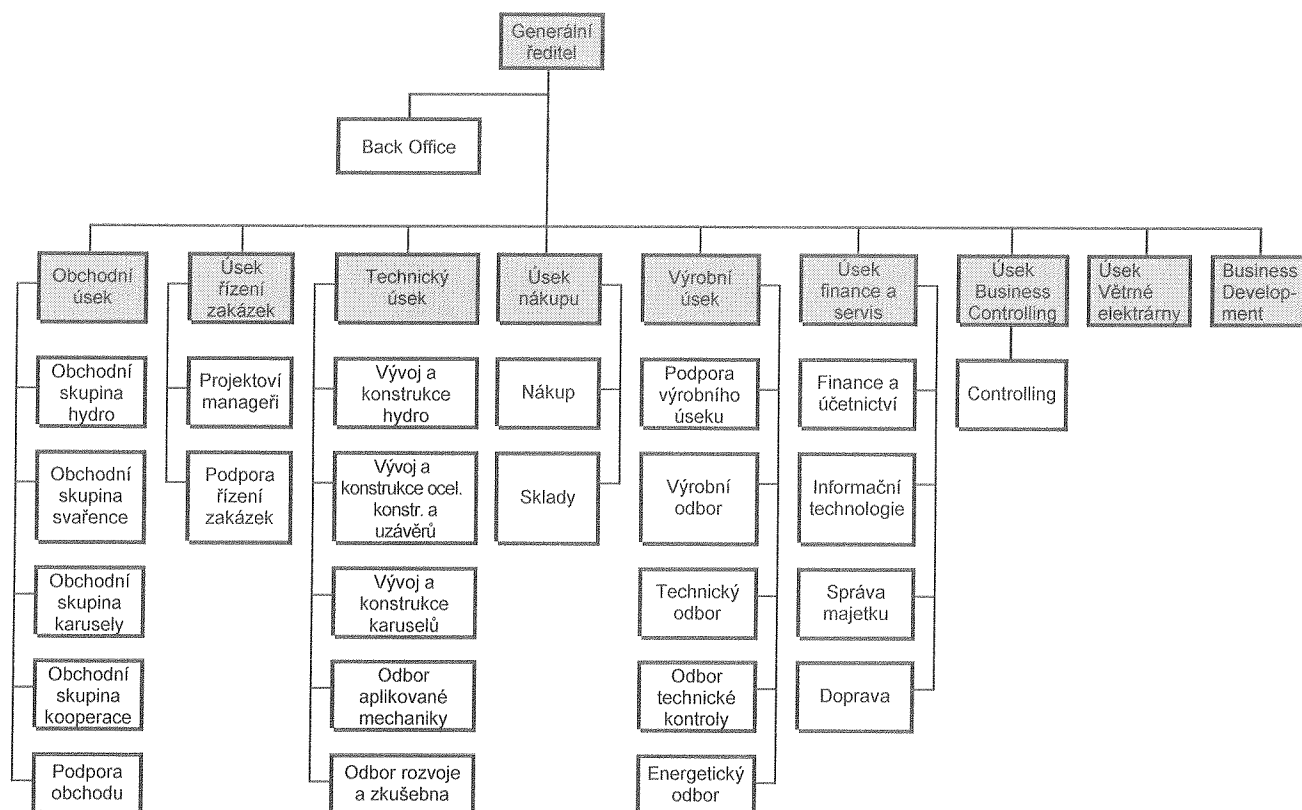 Generální
ředitel
Back Office
Obchodní
úsek
Úsek
řízení
zakázek
Technický
úsek
Úsek
nákupu
Výrobní
úsek
Úsek
finance a
servis
Úsek
Business
Controlling
Úsek
Větrné
elektrárny
Business
Develop-
ment
Obchodní
skupina
hydro
Projektoví
manageři
Vývoj a
konstrukce
hydro
Nákup
Podpora
výrobního
úseku
Finance a
účetnictví
Controlling
Obchodní
skupina
svařence
Podpora
řízení
zakázek
Vývoj a
konstrukce ocel.
konstr. a
uzávěrů
Sklady
Výrobní
odbor
Informační
technologie
Obchodní
skupina
karusely
Vývoj a
konstrukce
karuselů
Technický
odbor
Správa
majetku
Obchodní
skupina
kooperace
Odbor
aplikované
mechaniky
Odbor
technické
kontroly
Doprava
Podpora
obchodu
Odbor rozvoje
a zkušebna
Energetický
odbor